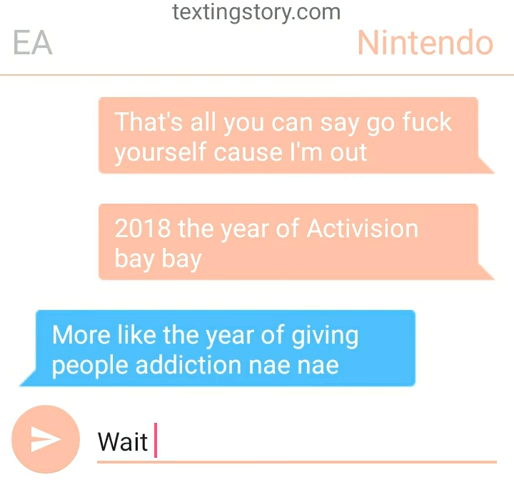 textingstory.com
EA
Nintendo
That's all you can say go fuck
yourself cause I'm out
2018 the year of Activision
bay bay
More like the year of giving
people addiction nae nae
Wait